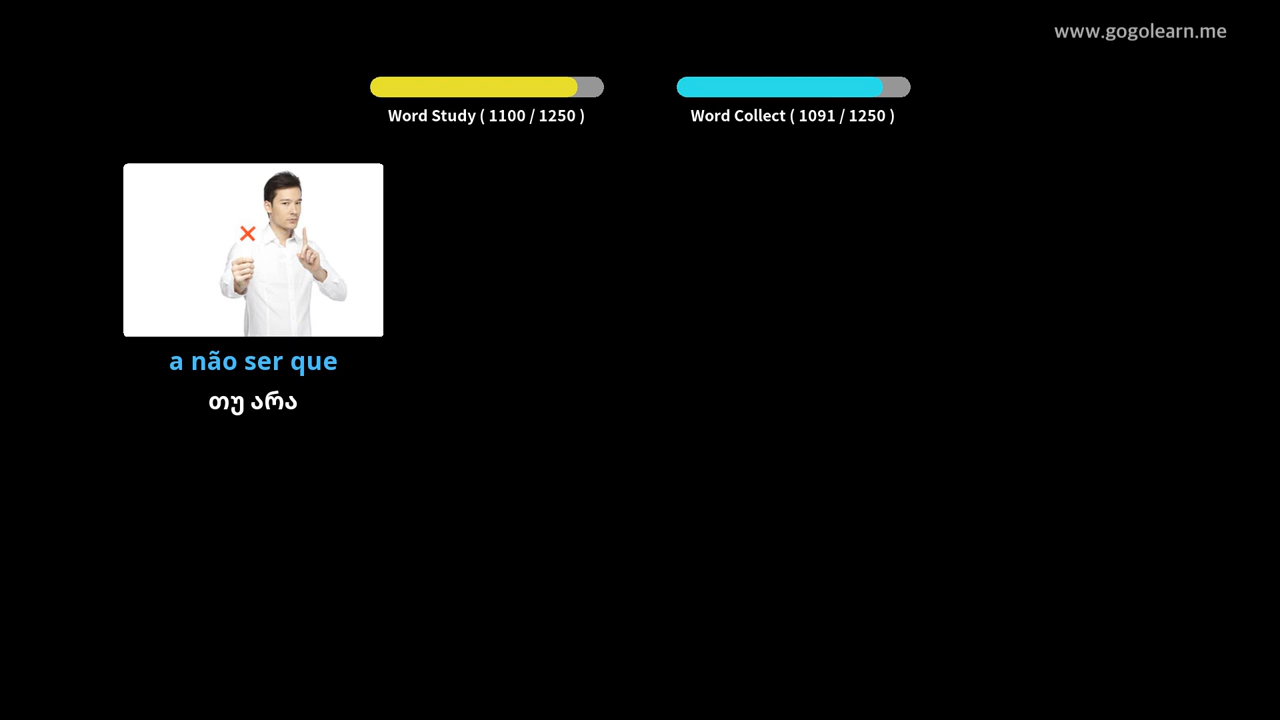 www.gogolearn.me
Word Study ( 1100 / 1250 )
Word Collect ( 1091 / 1250 )
a não ser que
თუ არა